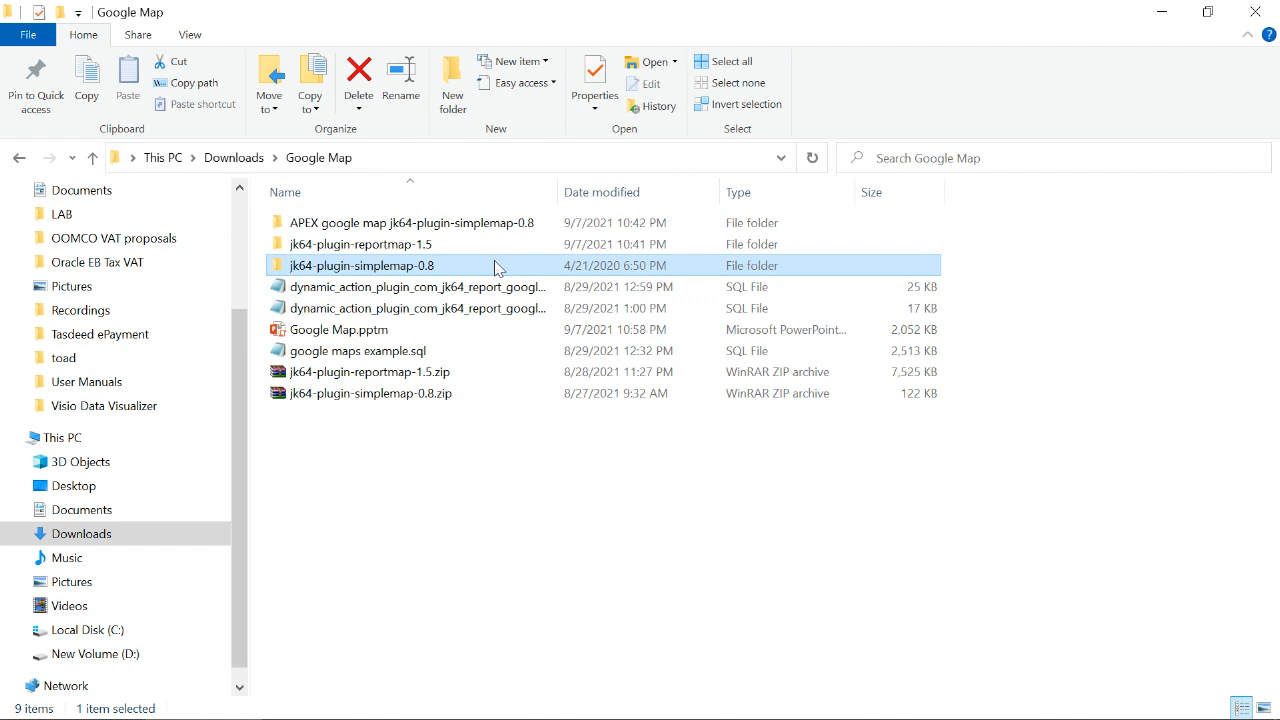 Google Map
File Home Share View
Pin to Quick access
Copy
Paste
Cut
Copy path
Paste shortcut
Clipboard
Move to
Copy to
Delete
Rename
Organize
New folder
New item
Easy access
New
Properties
Open
Edit
History
Open
Select all
Select none
Invert selection
Select
This PC > Downloads > Google Map
Search Google Map
Documents
LAB
OOMCO VAT proposals
Oracle EB Tax VAT
Pictures
Recordings
Tasdeed ePayment
toad
User Manuals
Visio Data Visualizer
This PC
3D Objects
Desktop
Documents
Downloads
Music
Pictures
Videos
Local Disk (C:)
New Volume (D:)
Network
Name Date modified Type Size
APEX google map jk64-plugin-simplemap-0.8 9/7/2021 10:42 PM File folder
jk64-plugin-reportmap-1.5 9/7/2021 10:41 PM File folder
jk64-plugin-simplemap-0.8 4/21/2020 6:50 PM File folder
dynamic_action_plugin_com_jk64_report_googl... 8/29/2021 12:59 PM SQL File 25 KB
dynamic_action_plugin_com_jk64_report_googl... 8/29/2021 1:00 PM SQL File 17 KB
Google Map.pptm 9/7/2021 10:58 PM Microsoft PowerPoint... 2,052 KB
google maps example.sql 8/29/2021 12:32 PM SQL File 2,513 KB
jk64-plugin-reportmap-1.5.zip 8/28/2021 11:27 PM WinRAR ZIP archive 7,525 KB
jk64-plugin-simplemap-0.8.zip 8/27/2021 9:32 AM WinRAR ZIP archive 122 KB
9 items 1 item selected